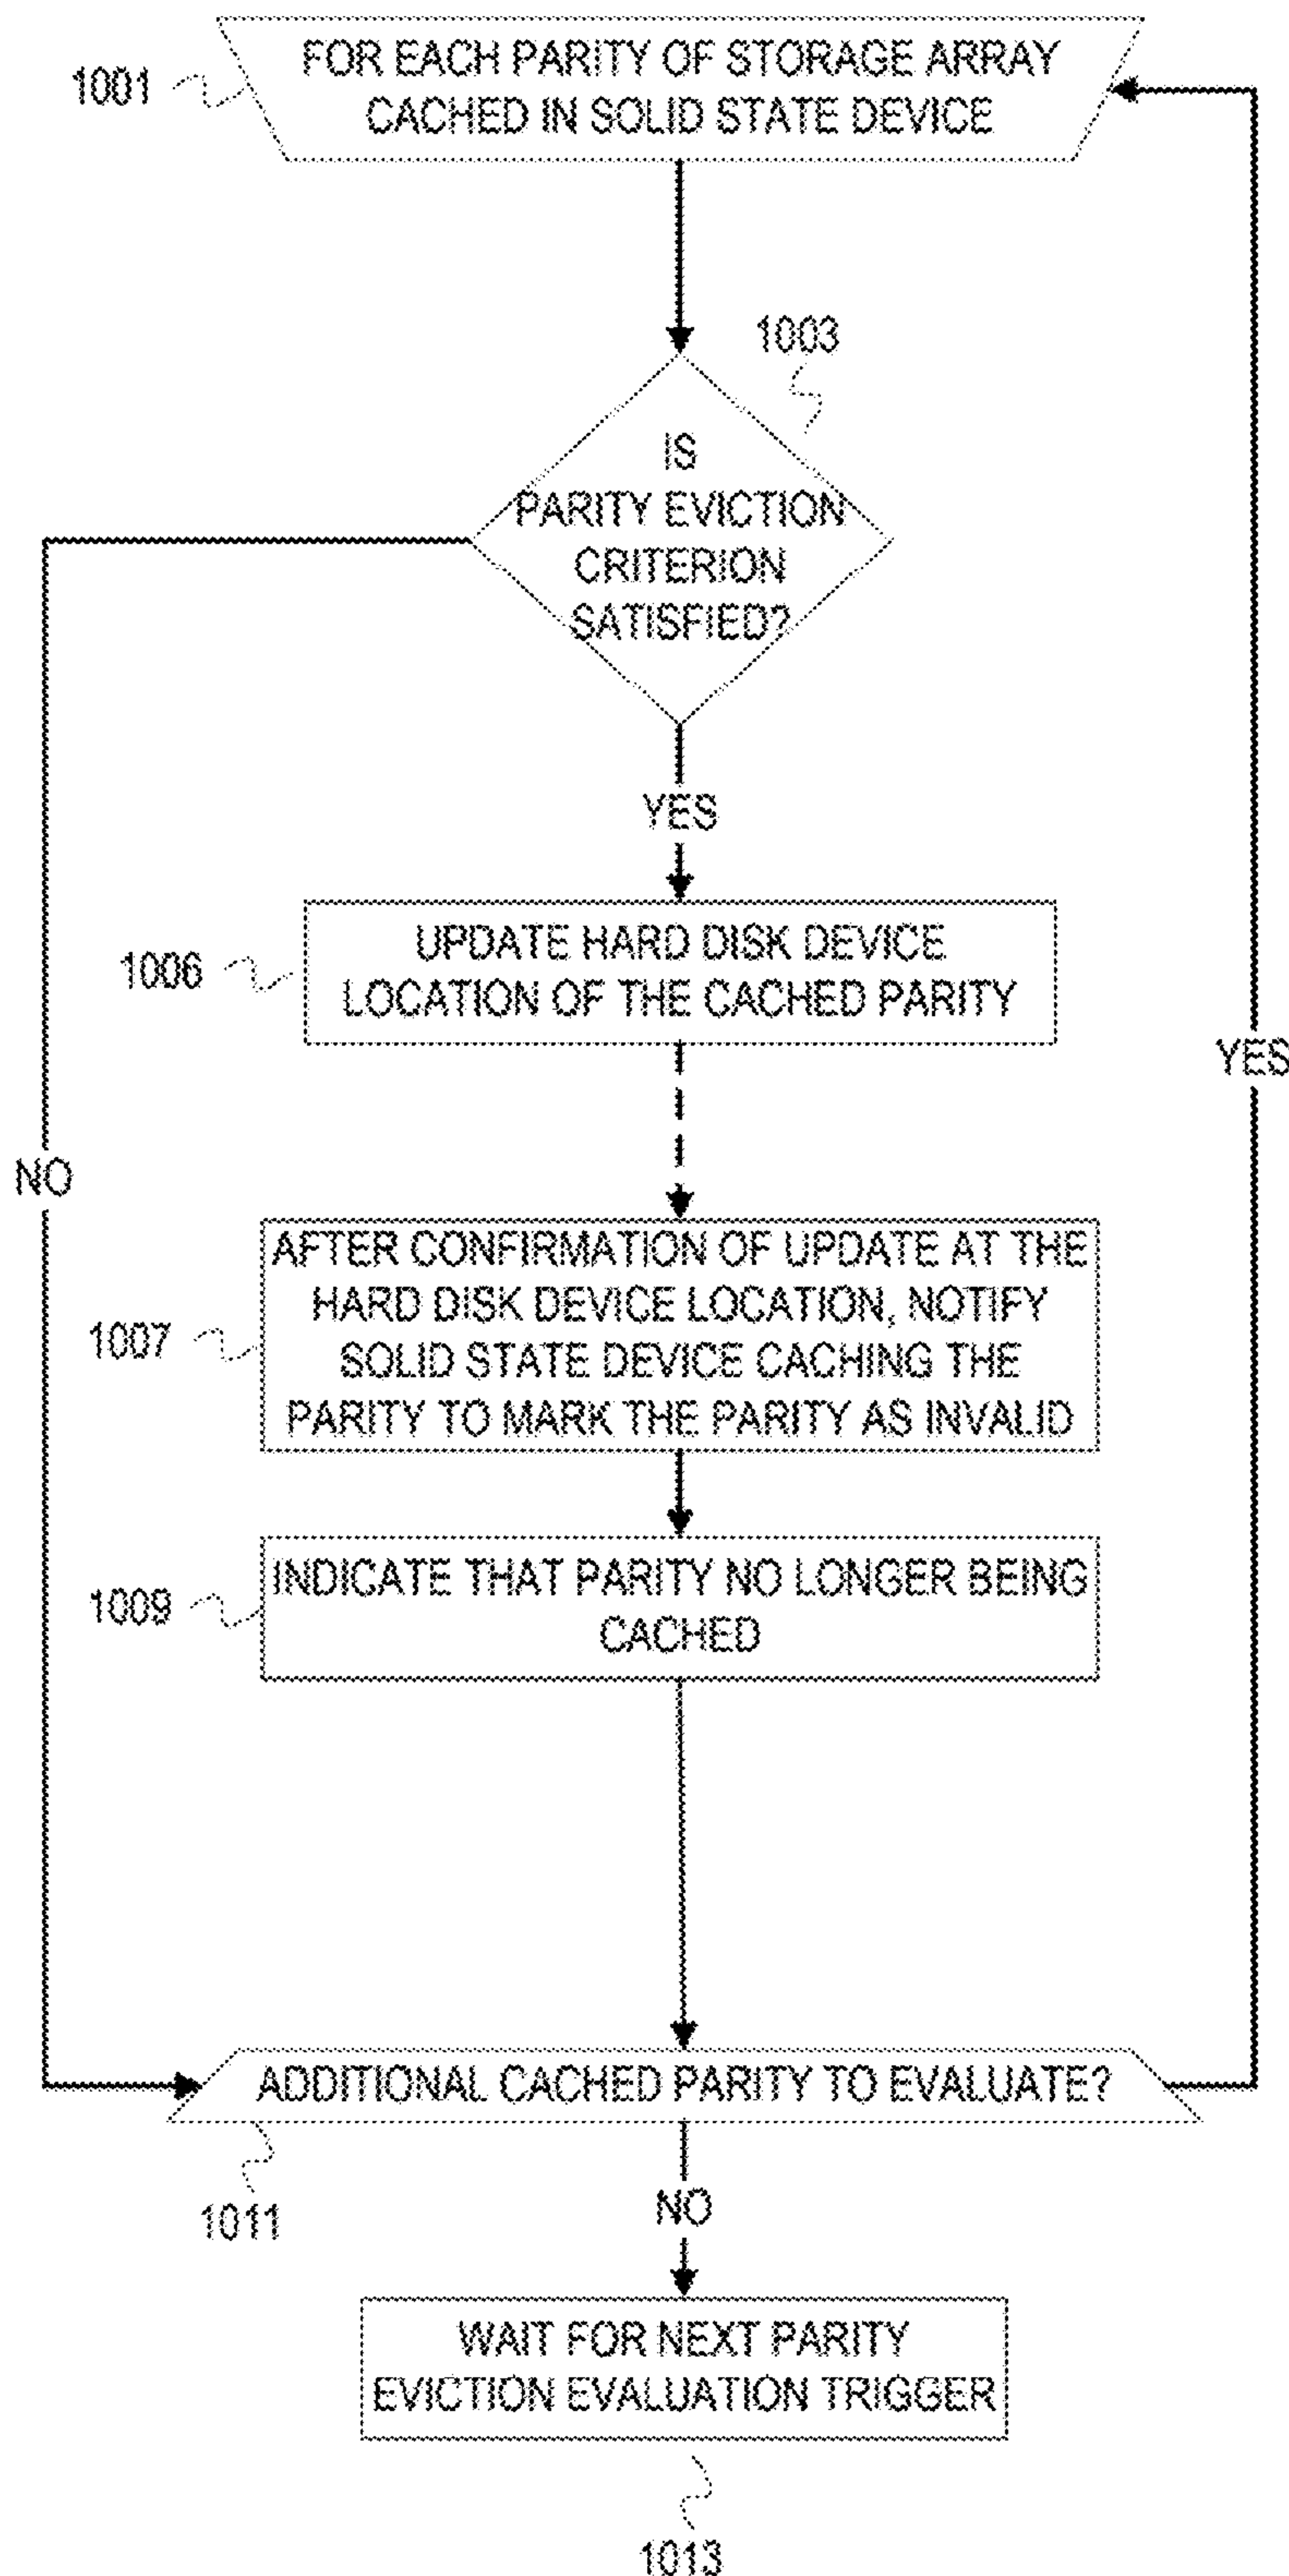 FOR EACH PARITY OF STORAGE ARRAY
CACHED IN SOLID STATE DEVICE
1001
1003
IS
PARITY EVICTION
CRITERION
SATISFIED?
YES
UPDATE HARD DISK DEVICE
LOCATION OF THE CACHED PARITY
1006
YES
NO
AFTER CONFIRMATION OF UPDATE AT THE
HARD DISK DEVICE LOCATION, NOTIFY
SOLID STATE DEVICE CACHING THE
PARITY TO MARK THE PARITY AS INVALID
1007
INDICATE THAT PARITY NO LONGER BEING
CACHED
1009
ADDITIONAL CACHED PARITY TO EVALUATE?
1011
NO
WAIT FOR NEXT PARITY
EVICTION EVALUATION TRIGGER
1013